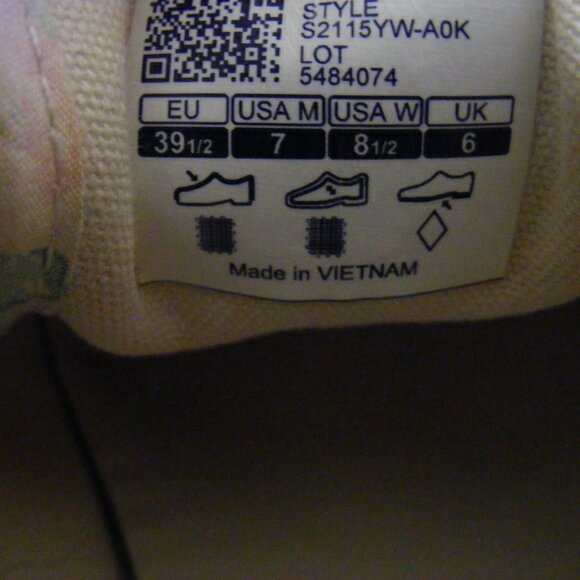 STYLE
S2115YW-A0K
LOT
5484074
EU USA M USA W UK
39 1/2 7 8 1/2 6
Made in VIETNAM